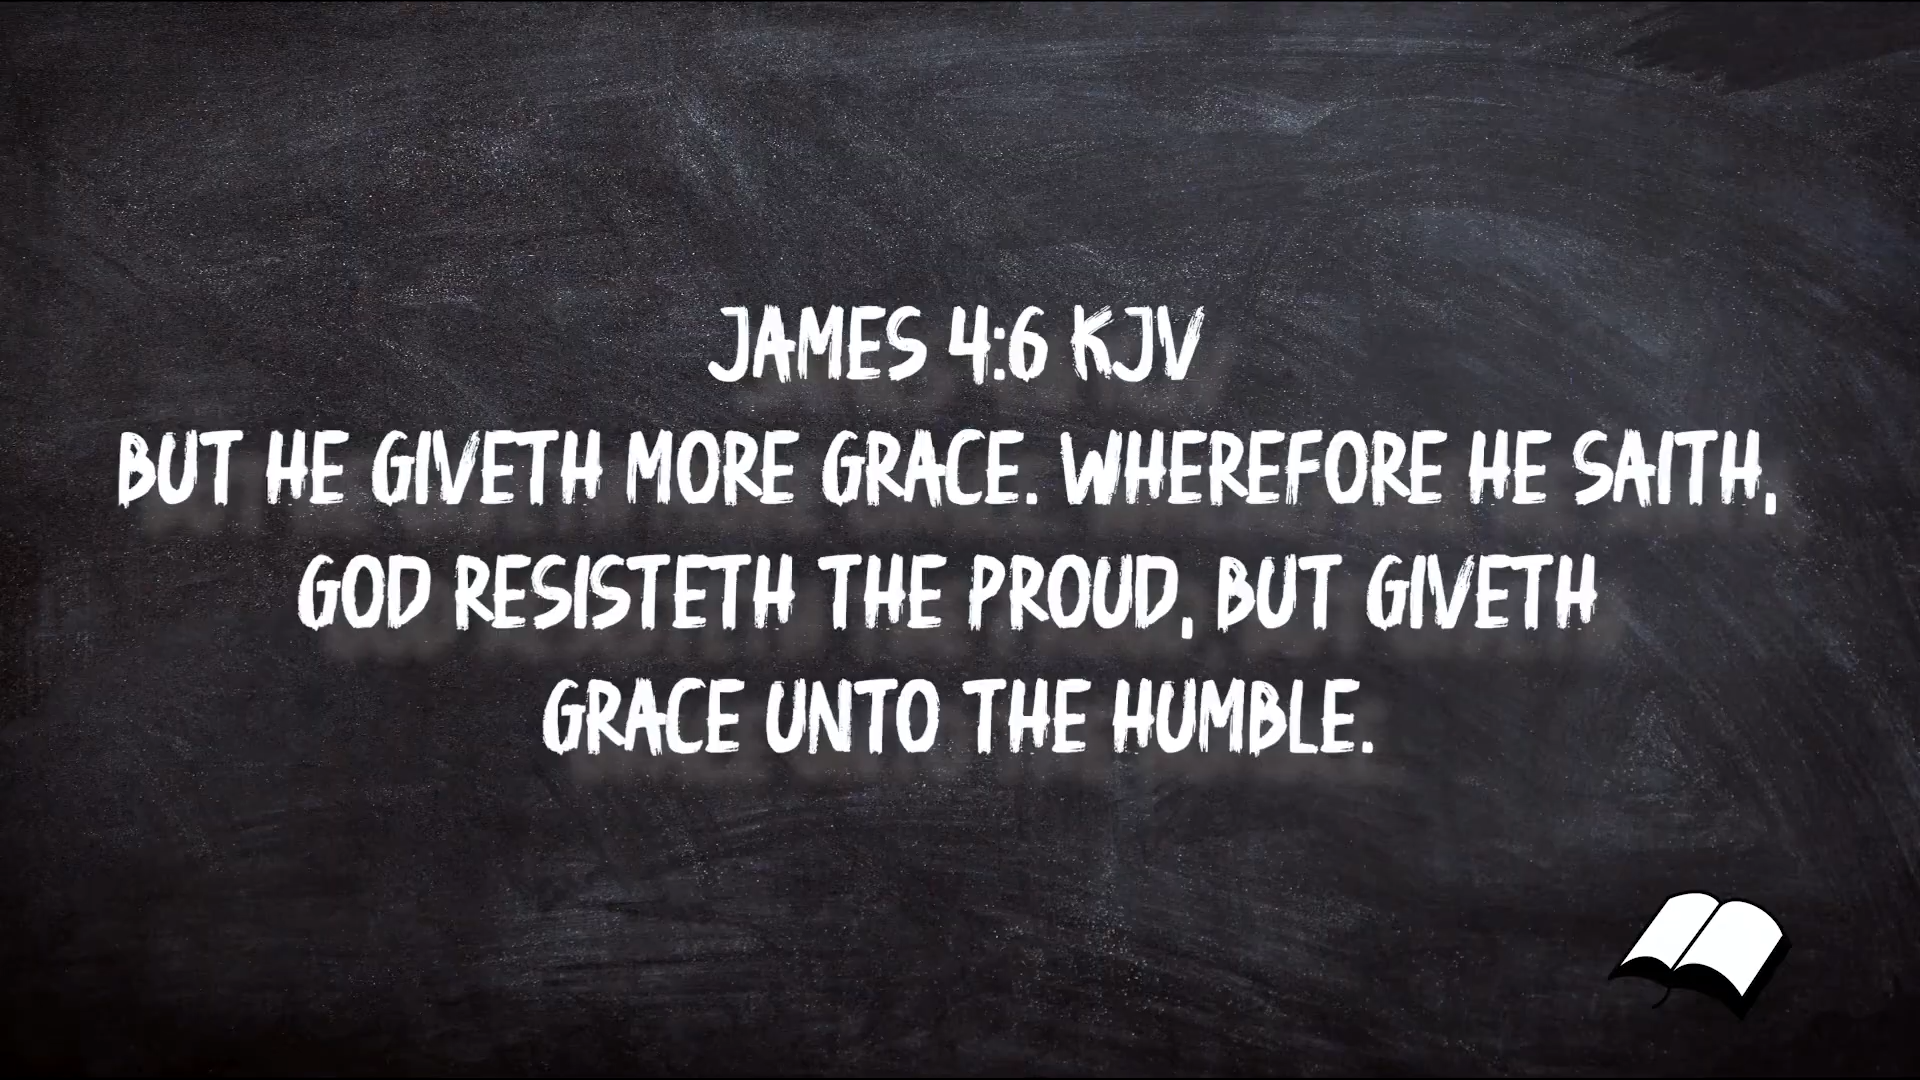 JAMES 4:6 KJV
BUT HE GIVETH MORE GRACE. WHEREFORE HE SAITH,
GOD RESISTETH THE PROUD, BUT GIVETH
GRACE UNTO THE HUMBLE.